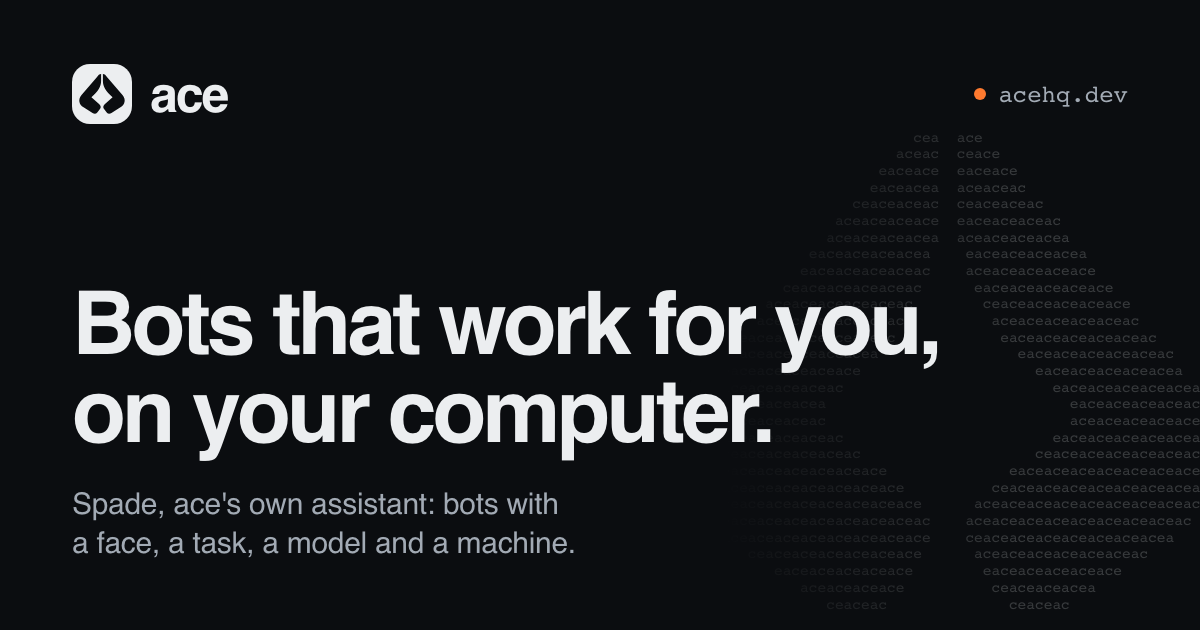 ace
acehq.dev
Bots that work for you,
on your computer.
Spade, ace's own assistant: bots with
a face, a task, a model and a machine.